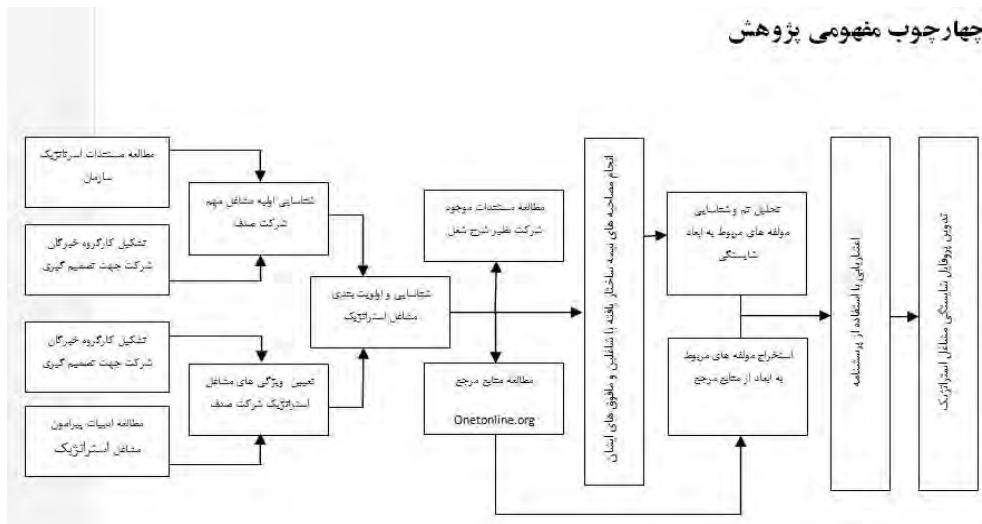 چهارچوب مفهومی پژوهش
مطالعه مستندات استراتژیک
سازمان
تشکیل کارگروه خبرگان
شرکت جهت تصمیم گیری
شناسایی اولیه مشاغل مهم
شرکت صدف
تشکیل کارگروه خبرگان
شرکت جهت تصمیم گیری
مطالعه ادبیات پیرامون
مشاغل استراتژیک
تعیین ویژگی های مشاغل
استراتژیک شرکت صدف
شناسایی و اولویت بندی
مشاغل استراتژیک
مطالعه مستندات موجود
شرکت نظیر شرح شغل
مطالعه منابع مرجع
Onetonline.org
انجام مصاحبه های نیمه ساختار یافته با شاغلین و مافوق های ایشان
تحلیل تم و شناسایی
مولفه های مربوط به ابعاد
شایستگی
استخراج مولفه های مربوط
به ابعاد از منابع مرجع
اعتباریابی با استفاده از پرسشنامه
تدوین پروفایل شایستگی مشاغل استراتژیک